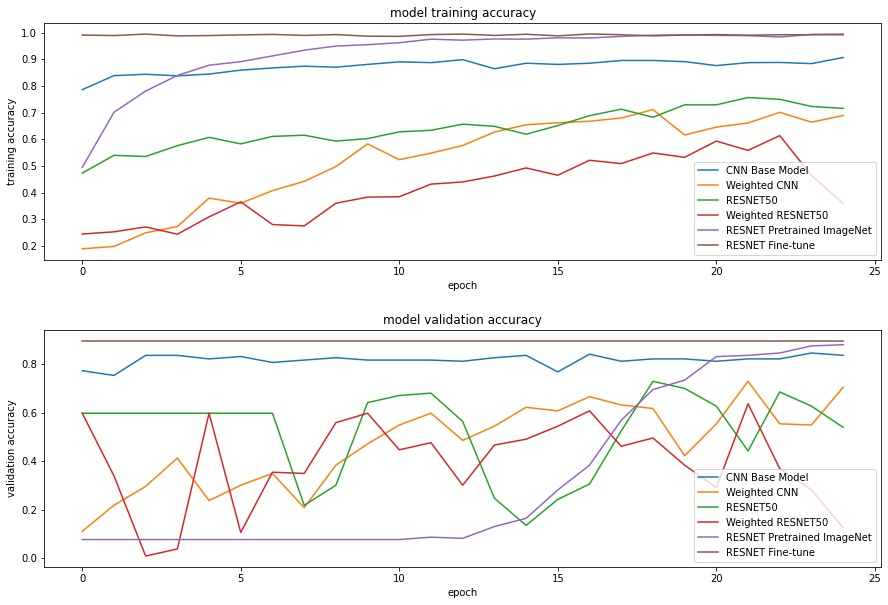 model training accuracy
training accuracy
1.0
0.9
0.8
0.7
0.6
0.5
0.4
0.3
0.2
CNN Base Model
Weighted CNN
RESNET50
Weighted RESNET50
RESNET Pretrained ImageNet
RESNET Fine-tune
0 5 10 15 20 25
epoch
model validation accuracy
validation accuracy
0.8
0.6
0.4
0.2
0.0
CNN Base Model
Weighted CNN
RESNET50
Weighted RESNET50
RESNET Pretrained ImageNet
RESNET Fine-tune
0 5 10 15 20 25
epoch